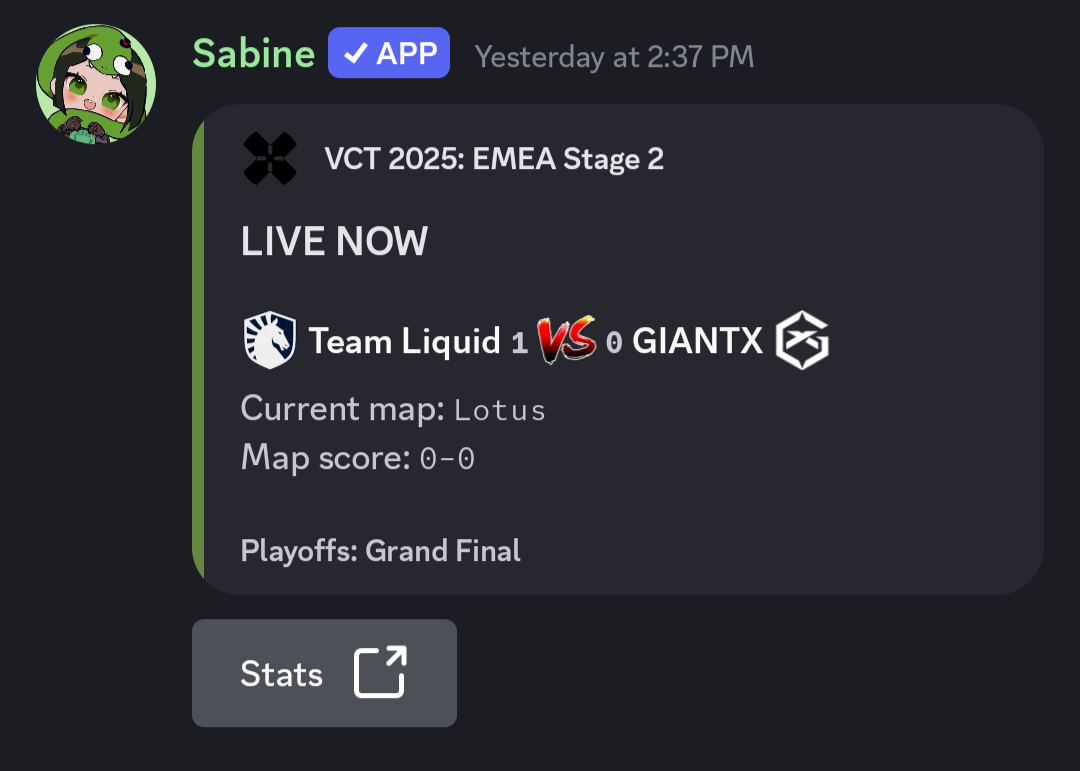 Sabine ✓ APP Yesterday at 2:37 PM
VCT 2025: EMEA Stage 2
LIVE NOW
Team Liquid 1 VS 0 GIANTX
Current map: Lotus
Map score: 0-0
Playoffs: Grand Final
Stats